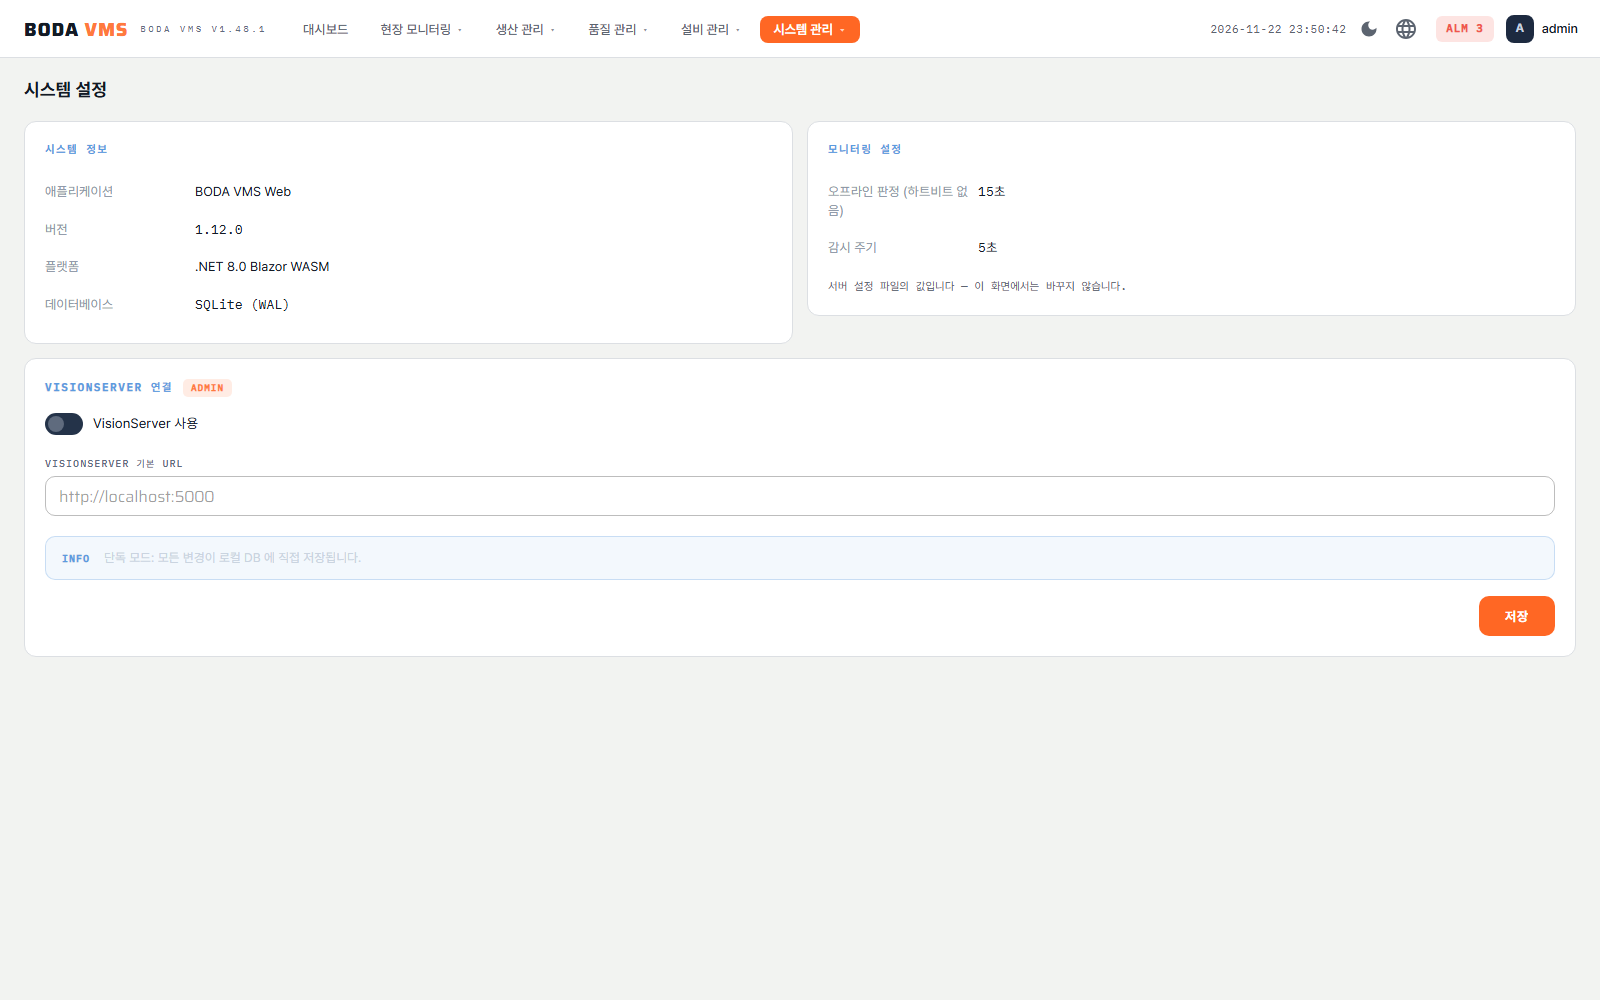 BODA VMS BODA VMS V1.48.1 대시보드 현장 모니터링 생산 관리 품질 관리 설비 관리 시스템 관리 2026-11-22 23:50:42 ALM 3 A admin
시스템 설정
시스템 정보
애플리케이션 BODA VMS Web
버전 1.12.0
플랫폼 .NET 8.0 Blazor WASM
데이터베이스 SQLite (WAL)
모니터링 설정
오프라인 판정 (하트비트 없 15초
음)
감시 주기 5초
서버 설정 파일의 값입니다 — 이 화면에서는 바꾸지 않습니다.
VISIONSERVER 연결 ADMIN
VisionServer 사용
VISIONSERVER 기본 URL
http://localhost:5000
INFO 단독 모드: 모든 변경이 로컬 DB 에 직접 저장됩니다.
저장